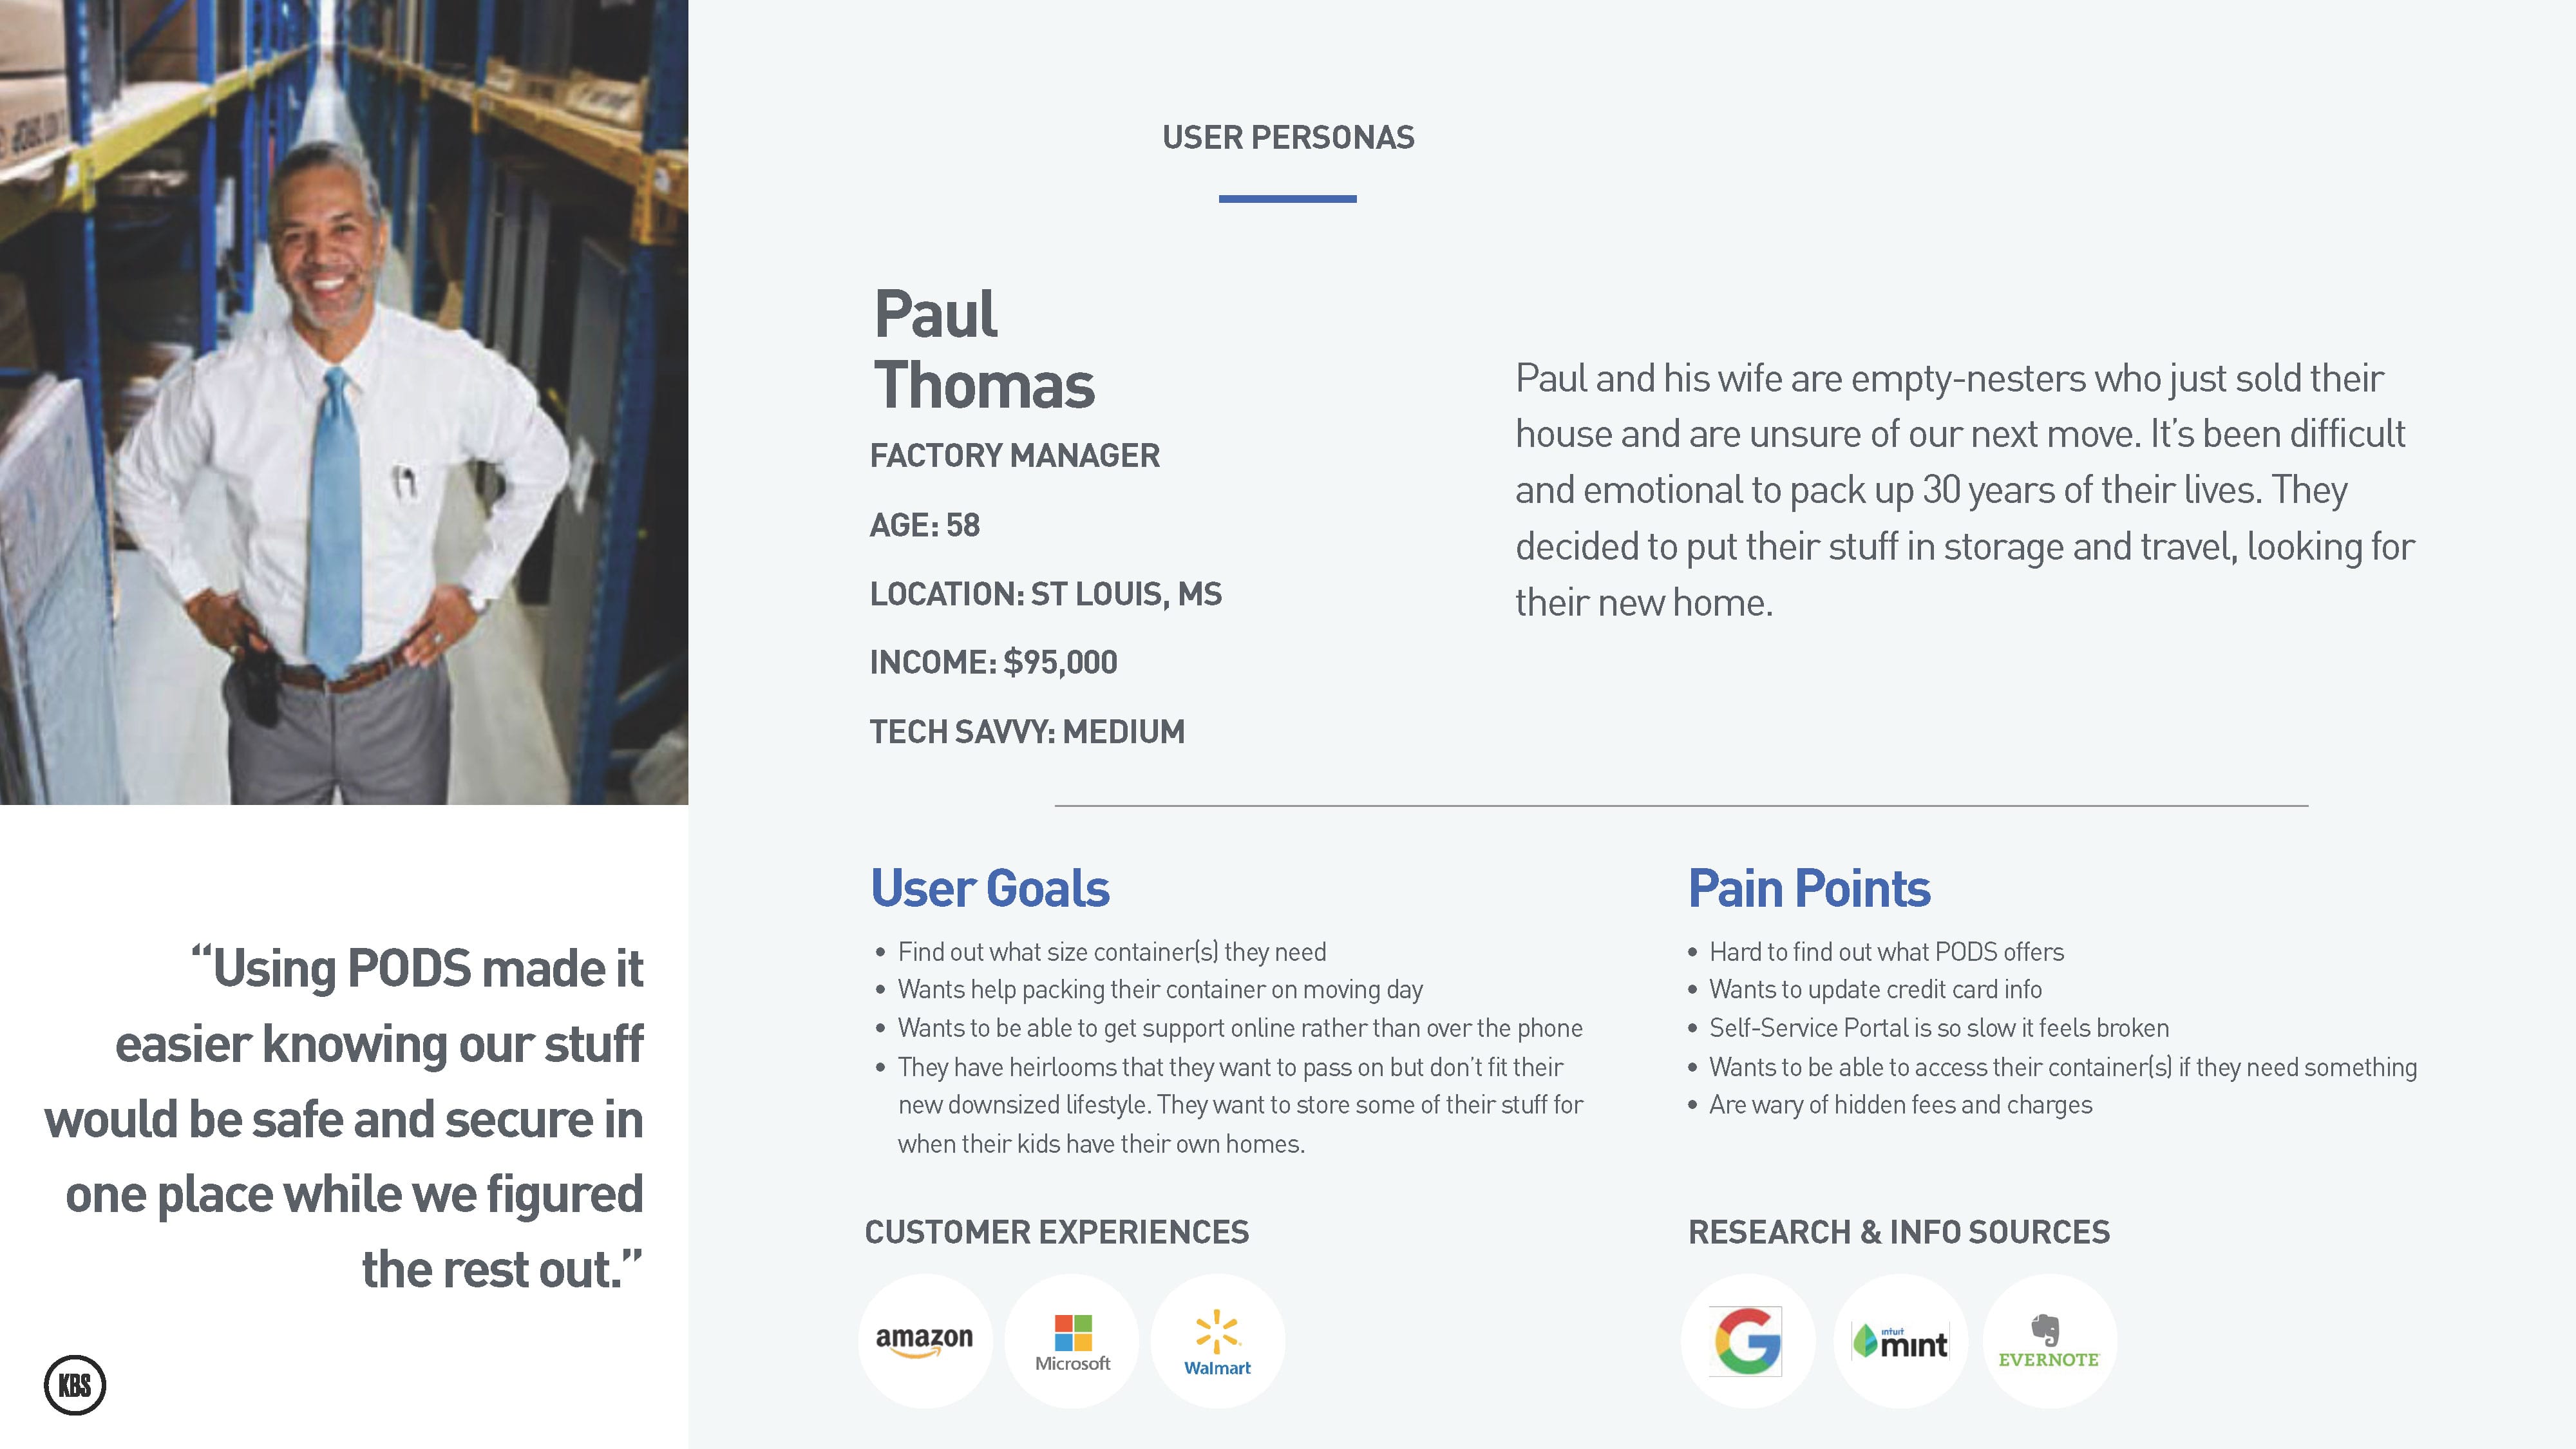 USER PERSONAS
Paul
Thomas
FACTORY MANAGER
AGE: 58
LOCATION: ST LOUIS, MS
INCOME: $95,000
TECH SAVVY: MEDIUM
Paul and his wife are empty-nesters who just sold their
house and are unsure of our next move. It’s been difficult
and emotional to pack up 30 years of their lives. They
decided to put their stuff in storage and travel, looking for
their new home.
“Using PODS made it
easier knowing our stuff
would be safe and secure in
one place while we figured
the rest out.”
KBS
User Goals
• Find out what size container(s) they need
• Wants help packing their container on moving day
• Wants to be able to get support online rather than over the phone
• They have heirlooms that they want to pass on but don’t fit their
new downsized lifestyle. They want to store some of their stuff for
when their kids have their own homes.
Pain Points
• Hard to find out what PODS offers
• Wants to update credit card info
• Self-Service Portal is so slow it feels broken
• Wants to be able to access their container(s) if they need something
• Are wary of hidden fees and charges
CUSTOMER EXPERIENCES
amazon
Microsoft
Walmart
RESEARCH & INFO SOURCES
G
intuit
mint
EVERNOTE